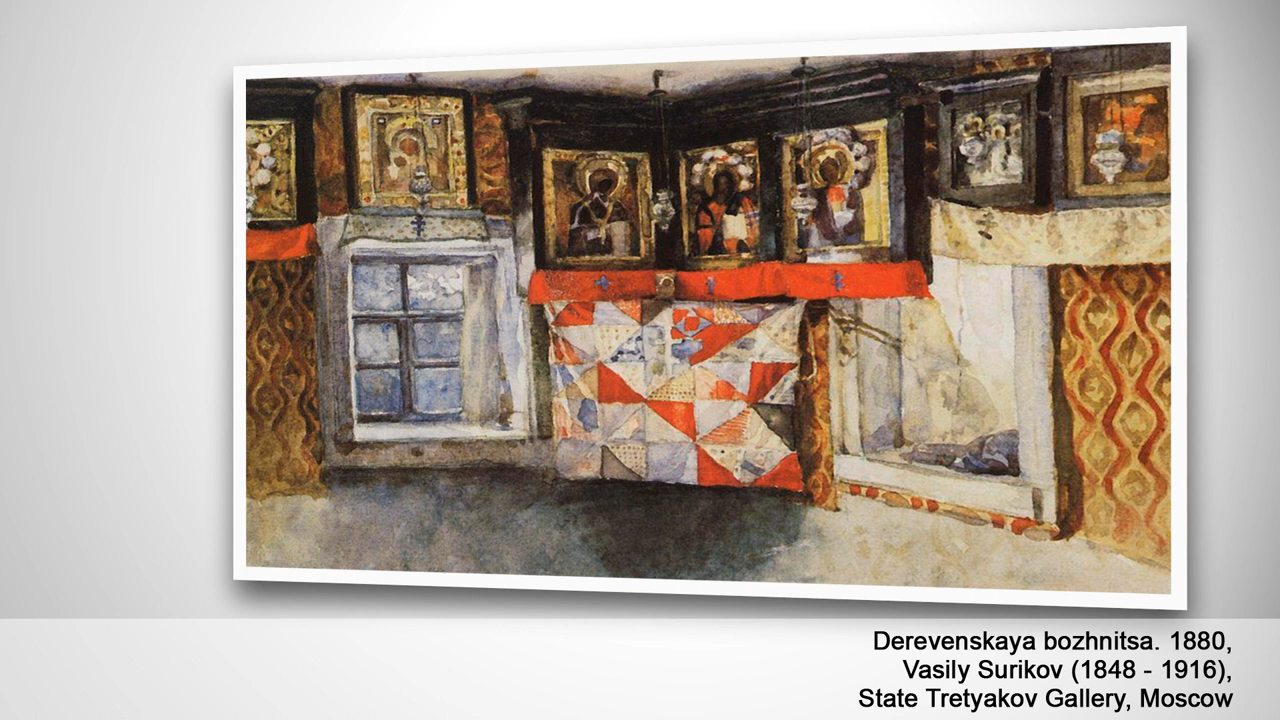 Derevenskaya bozhnitsa. 1880,
Vasily Surikov (1848 - 1916),
State Tretyakov Gallery, Moscow